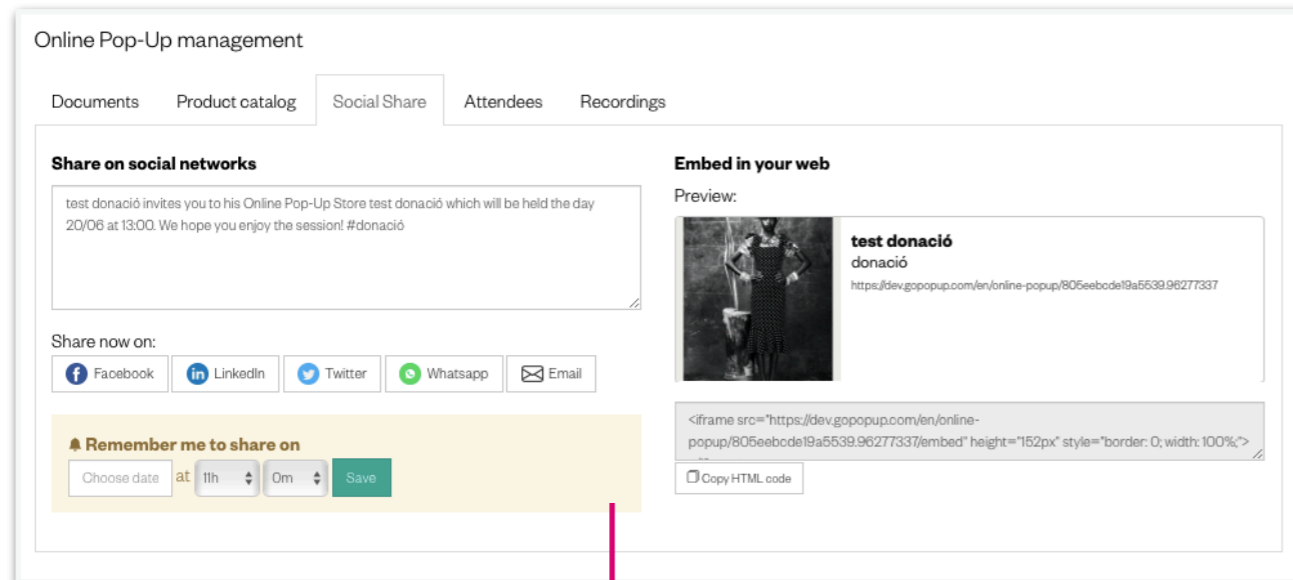 Online Pop-Up management
Documents Product catalog Social Share Attendees Recordings
Share on social networks
test donació invites you to his Online Pop-Up Store test donació which will be held the day
20/06 at 13:00. We hope you enjoy the session! #donació
Share now on:
Facebook LinkedIn Twitter Whatsapp Email
Remember me to share on
Choose date at 11h 0m Save
Embed in your web
Preview:
test donació
donació
https://dev.gopopup.com/en/online-popup/805eebcde19a5539.96277337
<iframe src="https://dev.gopopup.com/en/online-
popup/805eebcde19a5539.96277337/embed" height="152px" style="border: 0; width: 100%;">
Copy HTML code